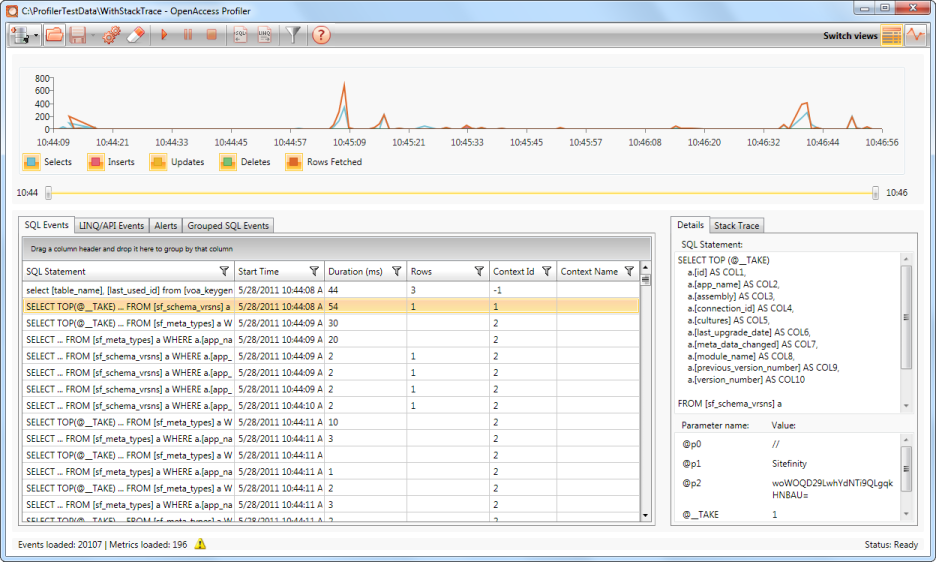 C:\ProfilerTestData\WithStackTrace - OpenAccess Profiler
SQL LINQ ? Switch views
800
600
400
200
0
10:44:09 10:44:21 10:44:33 10:44:45 10:44:57 10:45:09 10:45:21 10:45:33 10:45:45 10:45:57 10:46:08 10:46:20 10:46:32 10:46:44 10:46:56
Selects Inserts Updates Deletes Rows Fetched
10:44 10:46
SQL Events LINQ/API Events Alerts Grouped SQL Events
Drag a column header and drop it here to group by that column
SQL Statement Start Time Duration (ms) Rows Context Id Context Name
select [table_name], [last_used_id] from [voa_keygen 5/28/2011 10:44:08 A 44 3 -1
SELECT TOP(@__TAKE) ... FROM [sf_schema_vrsns] a 5/28/2011 10:44:08 A 54 1 1
SELECT TOP(@__TAKE) ... FROM [sf_meta_types] a W 5/28/2011 10:44:09 A 30 2
SELECT ... FROM [sf_meta_types] a WHERE a.[app_na 5/28/2011 10:44:09 A 20 2
SELECT ... FROM [sf_schema_vrsns] a WHERE a.[app_ 5/28/2011 10:44:09 A 2 1 2
SELECT ... FROM [sf_schema_vrsns] a WHERE a.[app_ 5/28/2011 10:44:09 A 2 1 2
SELECT ... FROM [sf_schema_vrsns] a WHERE a.[app_ 5/28/2011 10:44:09 A 2 1 2
SELECT ... FROM [sf_schema_vrsns] a WHERE a.[app_ 5/28/2011 10:44:10 A 2 1 2
SELECT TOP(@__TAKE) ... FROM [sf_meta_types] a W 5/28/2011 10:44:11 A 10 2
SELECT ... FROM [sf_meta_types] a WHERE a.[app_na 5/28/2011 10:44:11 A 3 2
SELECT TOP(@__TAKE) ... FROM [sf_meta_types] a W 5/28/2011 10:44:11 A 2
SELECT ... FROM [sf_meta_types] a WHERE a.[app_na 5/28/2011 10:44:11 A 1 2
SELECT TOP(@__TAKE) ... FROM [sf_meta_types] a W 5/28/2011 10:44:11 A 2 2
SELECT ... FROM [sf_meta_types] a WHERE a.[app_na 5/28/2011 10:44:11 A 3 2
SELECT TOP(@__TAKE) ... FROM [sf_meta_types] a W 5/28/2011 10:44:11 A 2 2
Details Stack Trace
SQL Statement:
SELECT TOP (@__TAKE)
a.[id] AS COL1,
a.[app_name] AS COL2,
a.[assembly] AS COL3,
a.[connection_id] AS COL4,
a.[cultures] AS COL5,
a.[last_upgrade_date] AS COL6,
a.[meta_data_changed] AS COL7,
a.[module_name] AS COL8,
a.[previous_version_number] AS COL9,
a.[version_number] AS COL10
FROM [sf_schema_vrsns] a
Parameter name: Value:
@p0 //
@p1 Sitefinity
@p2 woWOQD29LwhYdNTi9QLgqk
HNBAU=
@__TAKE 1
Events loaded: 20107 | Metrics loaded: 196 Status: Ready